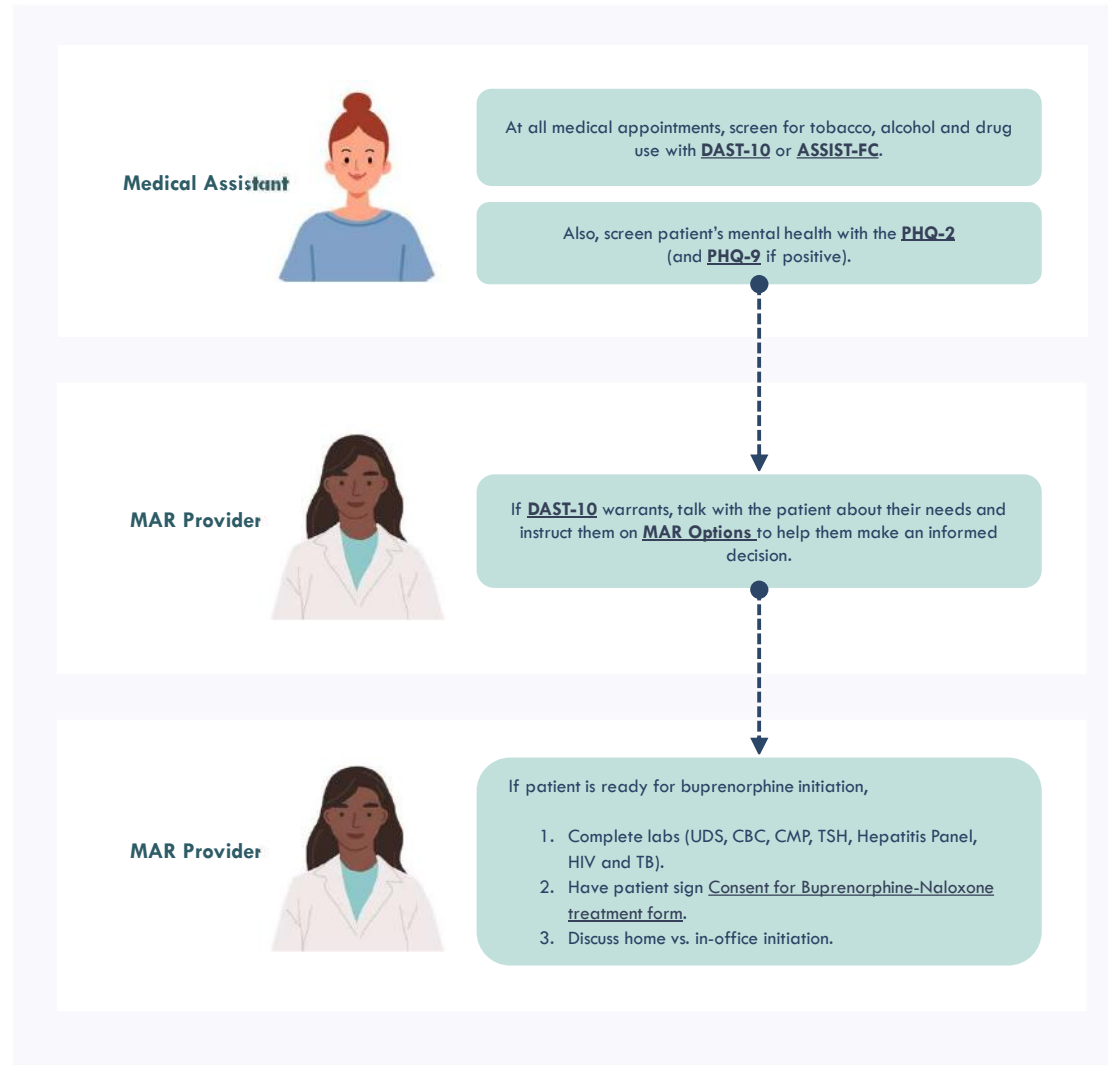 Medical Assistant
At all medical appointments, screen for tobacco, alcohol and drug
use with DAST-10 or ASSIST-FC.
Also, screen patient's mental health with the PHQ-2
(and PHQ-9 if positive).
MAR Provider
If DAST-10 warrants, talk with the patient about their needs and
instruct them on MAR Options to help them make an informed
decision.
MAR Provider
If patient is ready for buprenorphine initiation,
1. Complete labs (UDS, CBC, CMP, TSH, Hepatitis Panel,
HIV and TB).
2. Have patient sign Consent for Buprenorphine-Naloxone
treatment form.
3. Discuss home vs. in-office initiation.